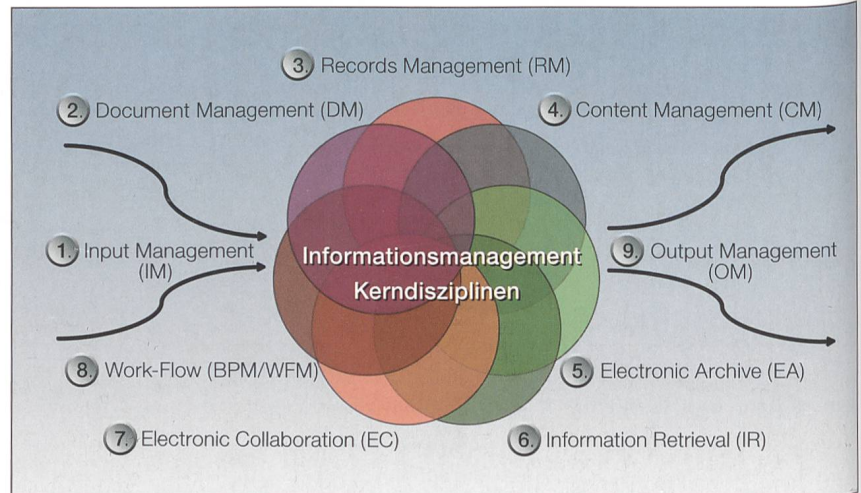 3. Records Management (RM)
2. Document Management (DM)
4. Content Management (CM)
1. Input Management
(IM)
Informationsmanagement
Kerndisziplinen
9. Output Management
(OM)
8. Work-Flow (BPM/WFM)
5. Electronic Archive (EA)
7. Electronic Collaboration (EC)
6. Information Retrieval (IR)